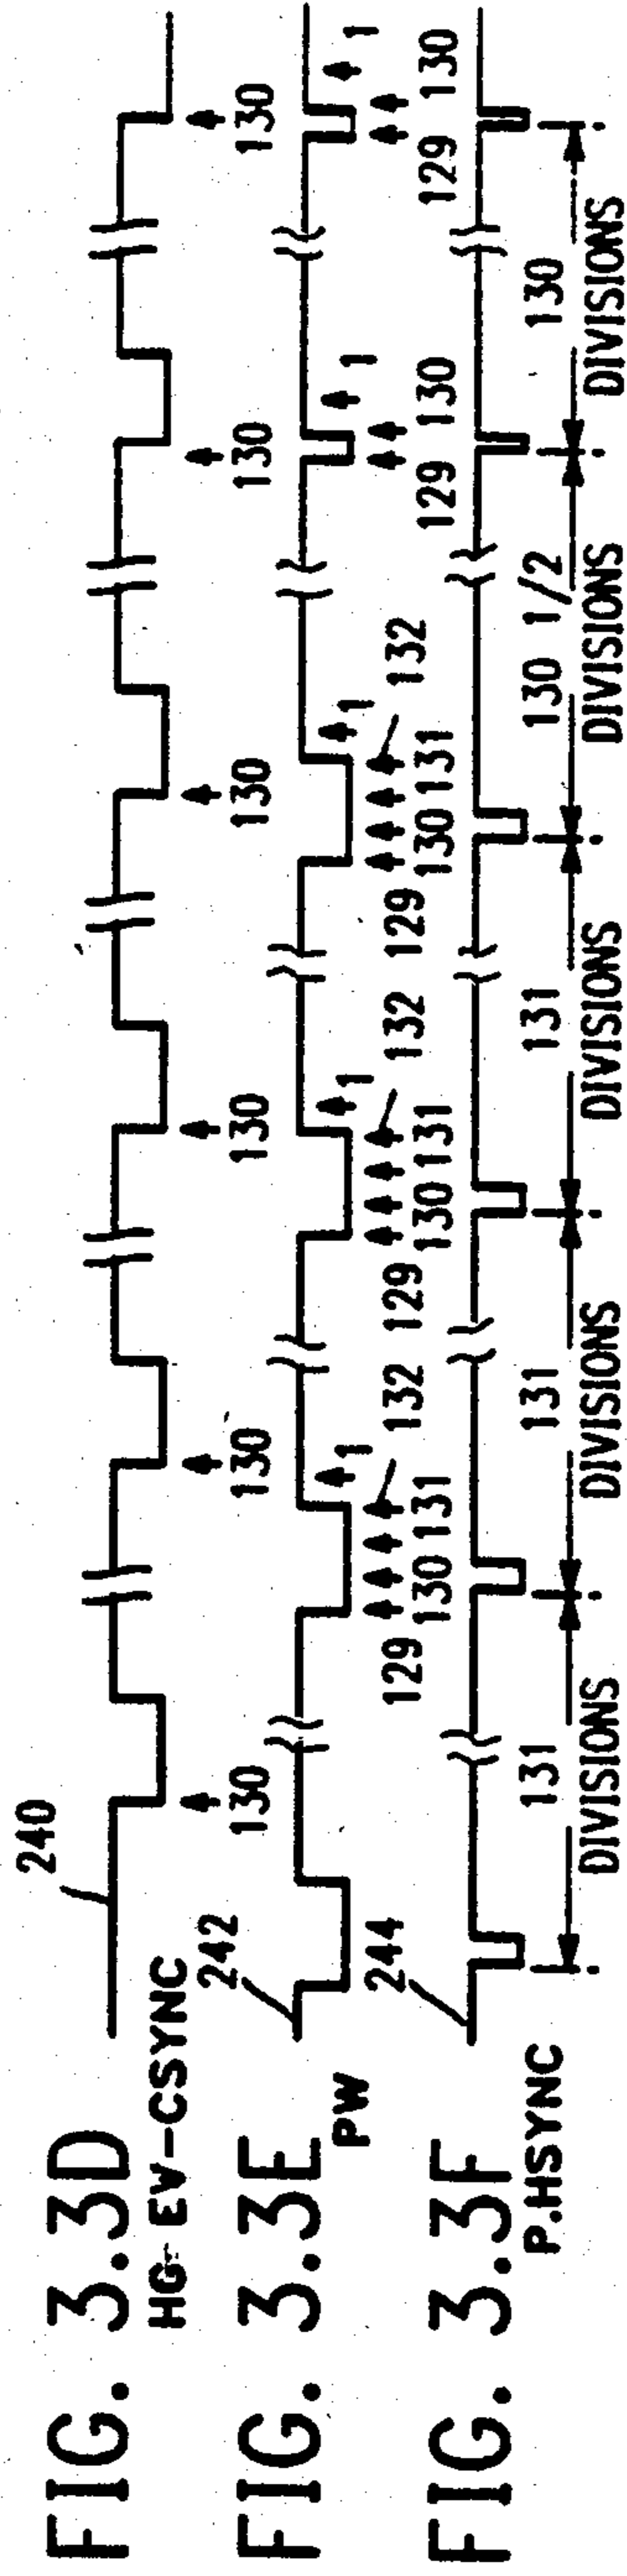 240
FIG. 3.3D
HG-EV-CSYNC
130 130 130 130 130 130
242
FIG. 3.3E
PW
1 1 1 1 1
129 132 129 132 129 132
130 131 130 131 130 131 129 130 129 130
244
FIG. 3.3F
P.HSYNC
131 131 131 130 1/2 130
DIVISIONS DIVISIONS DIVISIONS DIVISIONS DIVISIONS